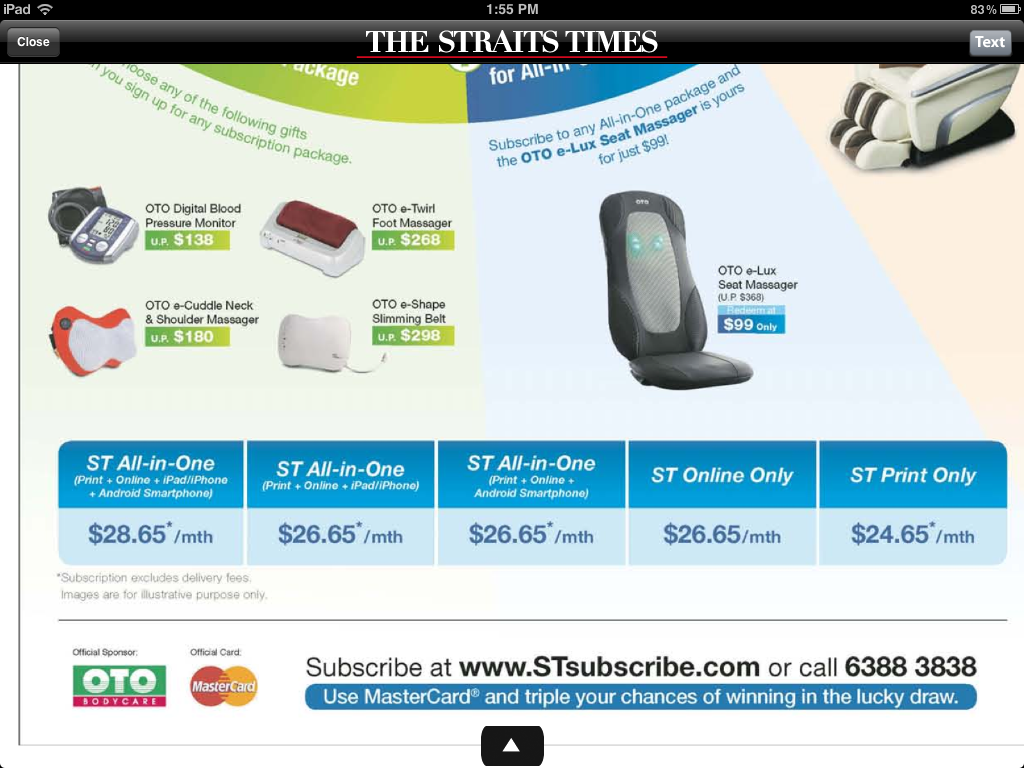 iPad
1:55 PM
83%
Close
THE STRAITS TIMES
Text
Package
for All-in
choose any of the following gifts
you sign up for any subscription package.
Subscribe to any All-in-One package and
the OTO e-Lux Seat Massager is yours
for just $99!
OTO Digital Blood
Pressure Monitor
U.P. $138
OTO e-Twirl
Foot Massager
U.P. $268
OTO e-Cuddle Neck
& Shoulder Massager
U.P. $180
OTO e-Shape
Slimming Belt
U.P. $298
OTO
OTO e-Lux
Seat Massager
(U.P. $368)
Redeem at
$99 Only
ST All-in-One
(Print + Online + iPad/iPhone
+ Android Smartphone)
$28.65*/mth
ST All-in-One
(Print + Online + iPad/iPhone)
$26.65*/mth
ST All-in-One
(Print + Online +
Android Smartphone)
$26.65*/mth
ST Online Only
$26.65/mth
ST Print Only
$24.65*/mth
*Subscription excludes delivery fees.
Images are for illustrative purpose only.
Official Sponsor:
OTO
BODYCARE
Official Card:
MasterCard
Subscribe at www.STsubscribe.com or call 6388 3838
Use MasterCard® and triple your chances of winning in the lucky draw.